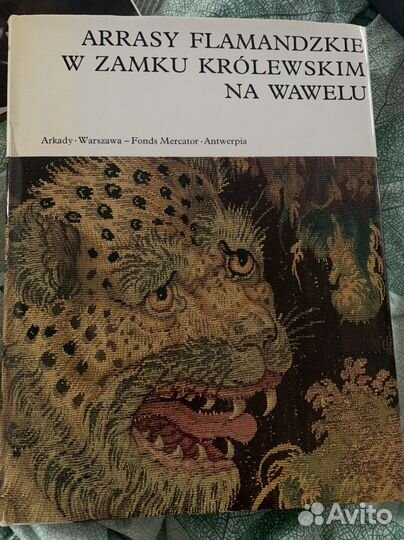 ARRASY FLAMANDZKIE
W ZAMKU KRÓLEWSKIM
NA WAWELU
Arkady · Warszawa – Fonds Mercator · Antwerpia
Avito